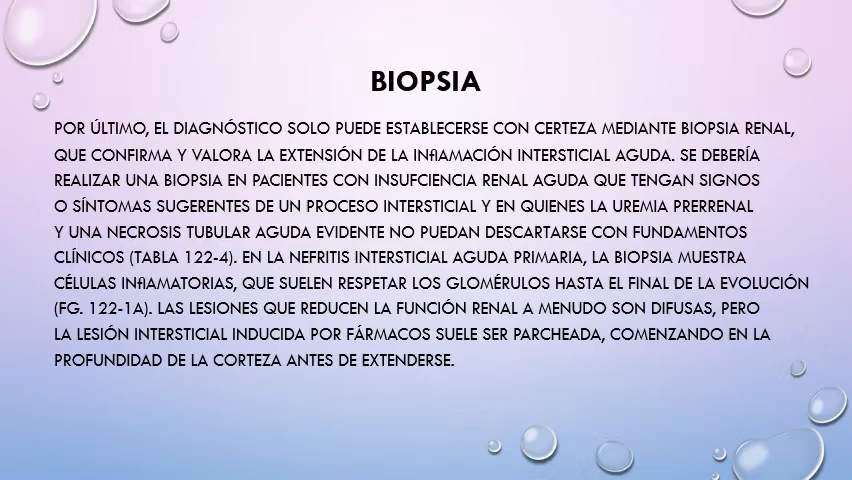 BIOPSIA
POR ÚLTIMO, EL DIAGNÓSTICO SOLO PUEDE ESTABLECERSE CON CERTEZA MEDIANTE BIOPSIA RENAL,
QUE CONFIRMA Y VALORA LA EXTENSIÓN DE LA INflAMACIÓN INTERSTICIAL AGUDA. SE DEBERÍA
REALIZAR UNA BIOPSIA EN PACIENTES CON INSUFCIENCIA RENAL AGUDA QUE TENGAN SIGNOS
O SÍNTOMAS SUGERENTES DE UN PROCESO INTERSTICIAL Y EN QUIENES LA UREMIA PRERRENAL
Y UNA NECROSIS TUBULAR AGUDA EVIDENTE NO PUEDAN DESCARTARSE CON FUNDAMENTOS
CLÍNICOS (TABLA 122-4). EN LA NEFRITIS INTERSTICIAL AGUDA PRIMARIA, LA BIOPSIA MUESTRA
CÉLULAS INflAMATORIAS, QUE SUELEN RESPETAR LOS GLOMÉRULOS HASTA EL FINAL DE LA EVOLUCIÓN
(FG. 122-1A). LAS LESIONES QUE REDUCEN LA FUNCIÓN RENAL A MENUDO SON DIFUSAS, PERO
LA LESIÓN INTERSTICIAL INDUCIDA POR FÁRMACOS SUELE SER PARCHEADA, COMENZANDO EN LA
PROFUNDIDAD DE LA CORTEZA ANTES DE EXTENDERSE.